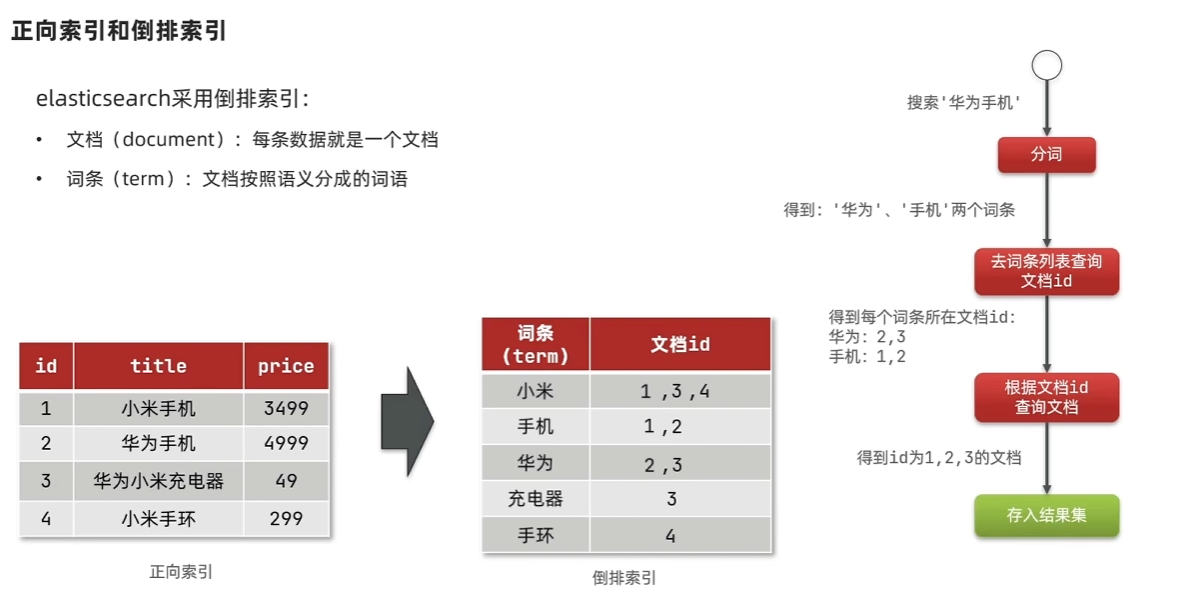 正向索引和倒排索引
elasticsearch采用倒排索引：
• 文档（document）：每条数据就是一个文档
• 词条（term）：文档按照语义分成的词语
id title price
1 小米手机 3499
2 华为手机 4999
3 华为小米充电器 49
4 小米手环 299
正向索引
词条
(term) 文档id
小米 1 ,3 ,4
手机 1 ,2
华为 2 ,3
充电器 3
手环 4
倒排索引
搜索'华为手机'
分词
得到：'华为'、'手机'两个词条
去词条列表查询
文档id
得到每个词条所在文档id：
华为：2,3
手机：1,2
根据文档id
查询文档
得到id为1,2,3的文档
存入结果集